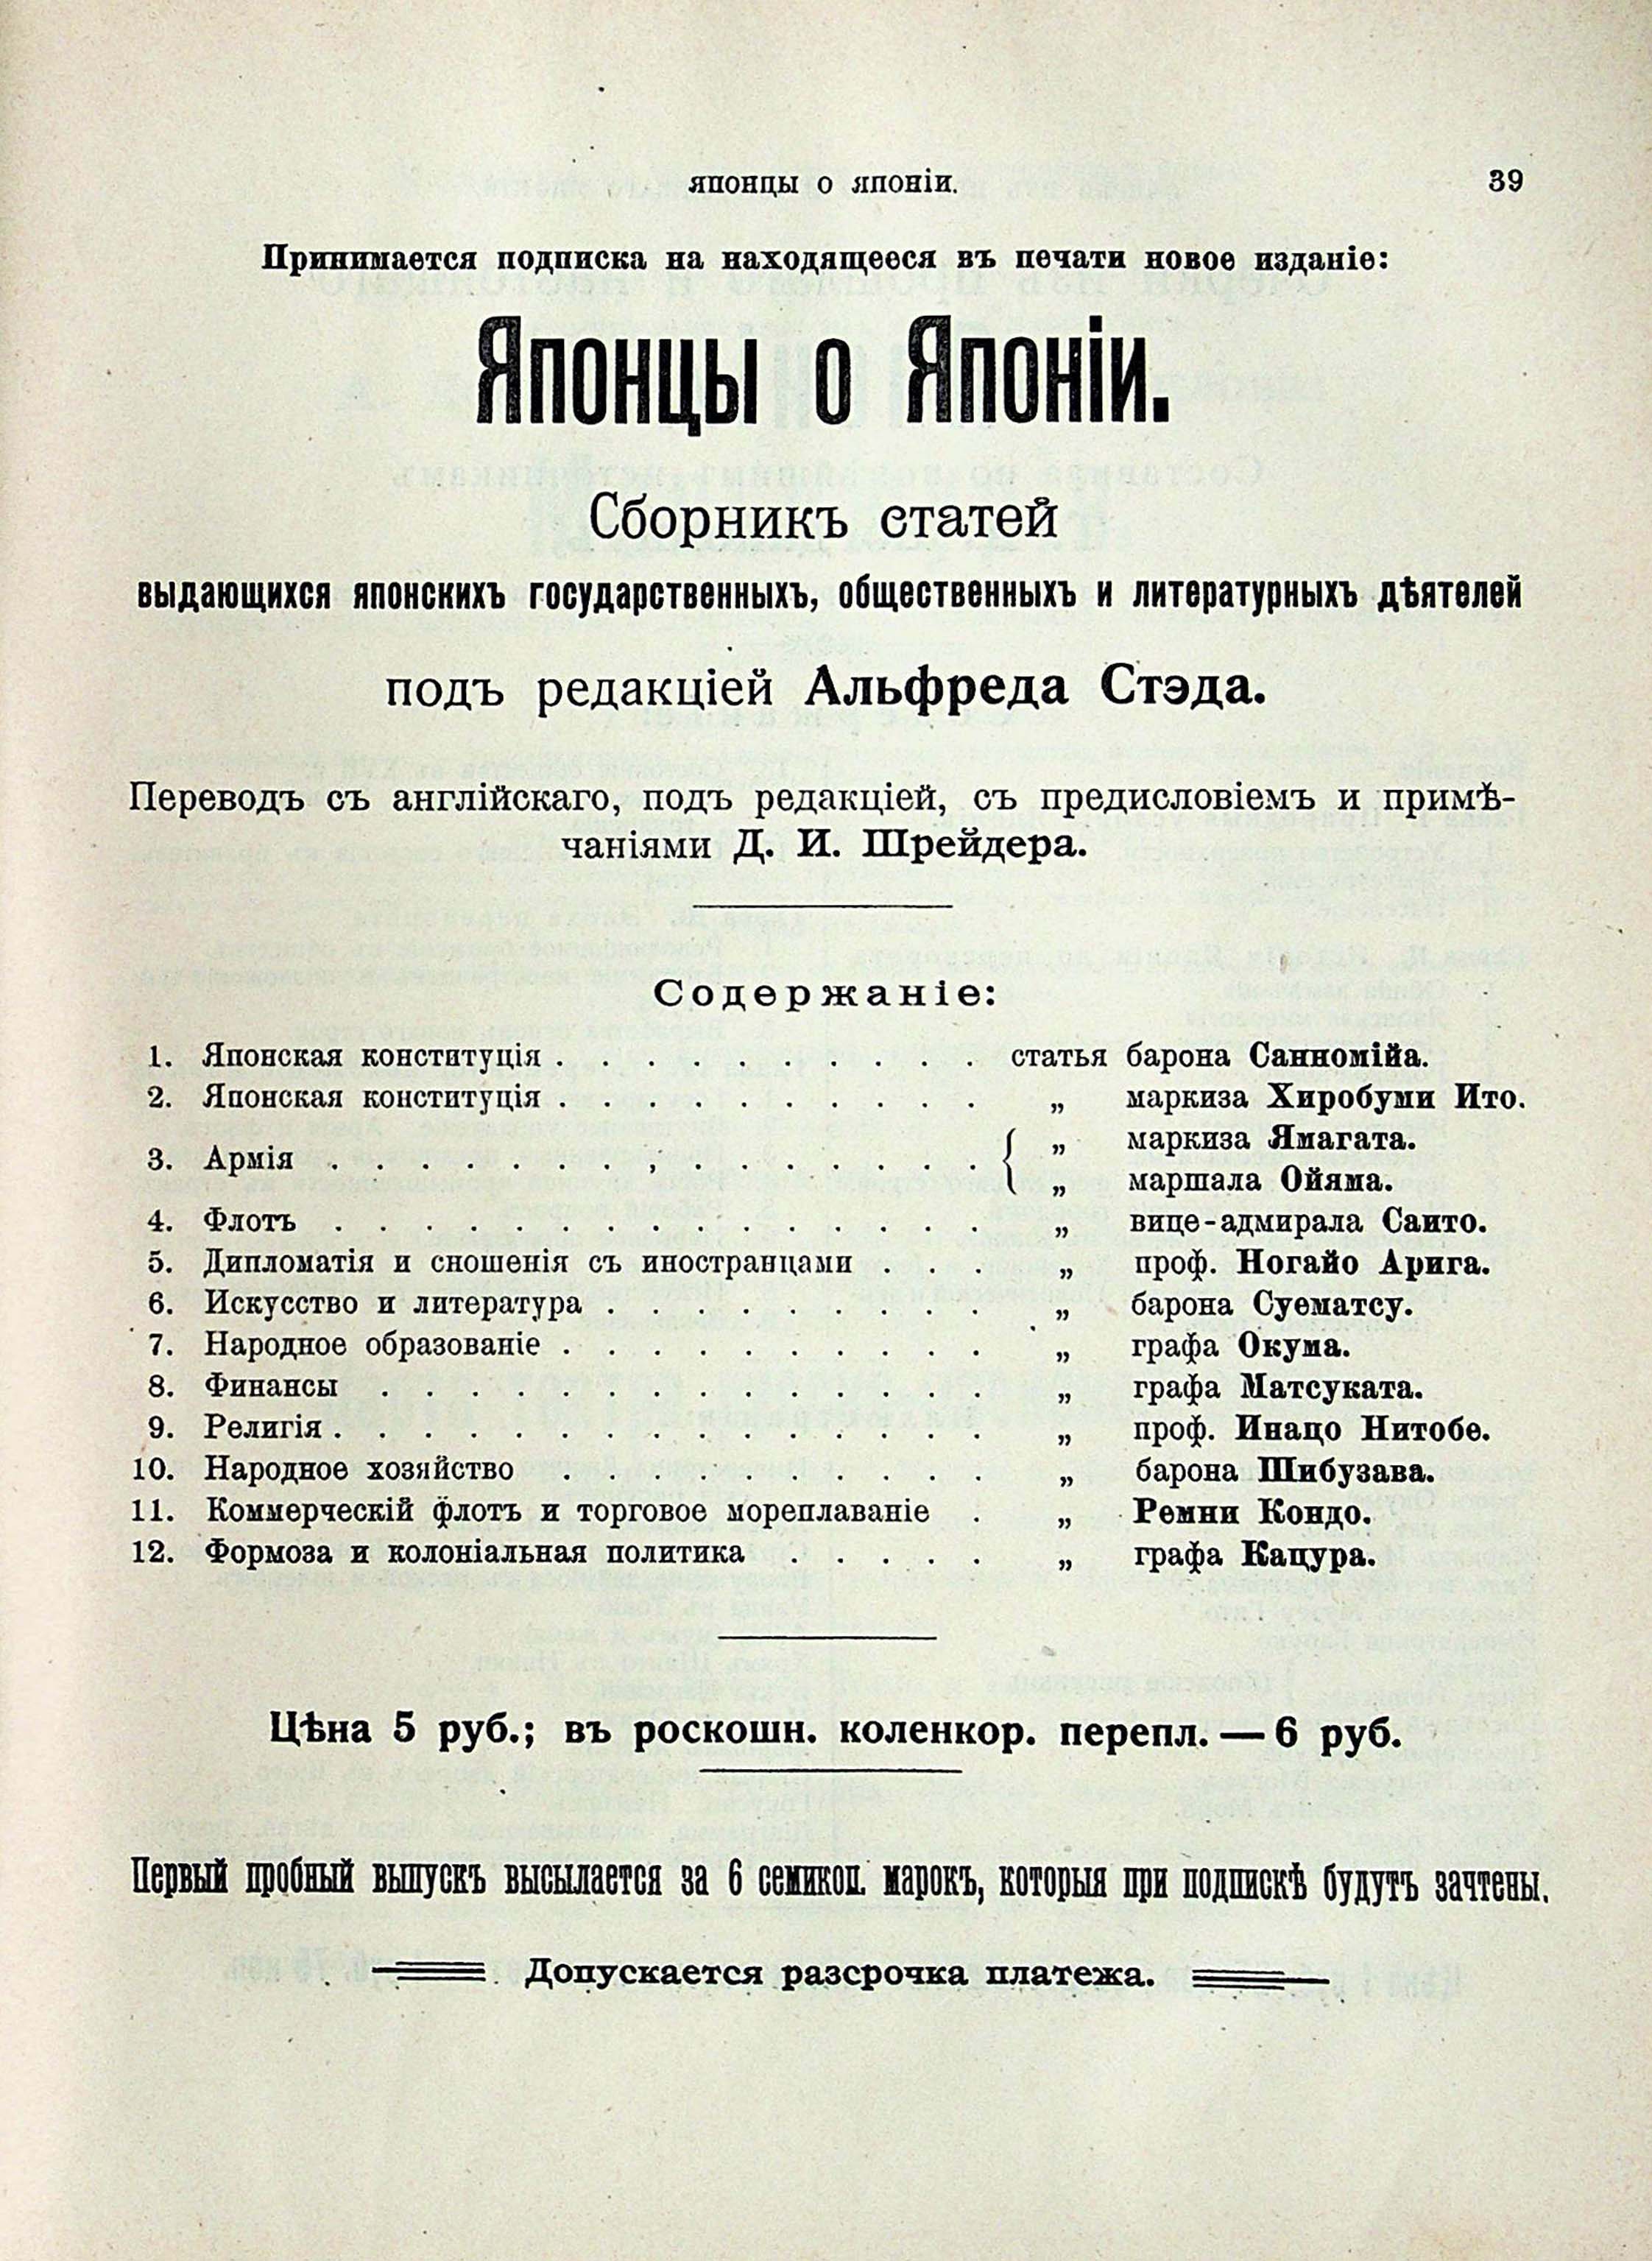 ЯПОНЦЫ О ЯПОНІИ. 39
Принимается подписка на находящееся въ печати новое изданіе:
Японцы о Японіи.
Сборникъ статей
выдающихся японскихъ государственныхъ, общественныхъ и литературныхъ дѣятелей
подъ редакціей Альфреда Стэда.
Переводъ съ англійскаго, подъ редакціей, съ предисловіемъ и примѣ-
чаніями Д. И. Шрейдера.
Содержаніе:
1. Японская конституція . . . . . . . . . . статья барона Санномійа.
2. Японская конституція . . . . . . . . . . „ маркиза Хиробуми Ито.
3. Армія . . . . . . . . . . . . . . . { „ маркиза Ямагата.
„ маршала Ойяма.
4. Флотъ . . . . . . . . . . . . . . . „ вице-адмирала Саито.
5. Дипломатія и сношенія съ иностранцами . . . „ проф. Ногайо Арига.
6. Искусство и литература . . . . . . . . . „ барона Суематсу.
7. Народное образованіе . . . . . . . . . . „ графа Окума.
8. Финансы . . . . . . . . . . . . . . „ графа Матсуката.
9. Религія . . . . . . . . . . . . . . . „ проф. Инацо Нитобе.
10. Народное хозяйство . . . . . . . . . . „ барона Шибузава.
11. Коммерческій флотъ и торговое мореплаваніе . „ Ремни Кондо.
12. Формоза и колоніальная политика . . . . . „ графа Кацура.
Цѣна 5 руб.; въ роскошн. коленкор. перепл. — 6 руб.
Первый пробный выпускъ высылается за 6 семикоп. марокъ, которыя при подпискѣ будутъ зачтены.
Допускается разсрочка платежа.